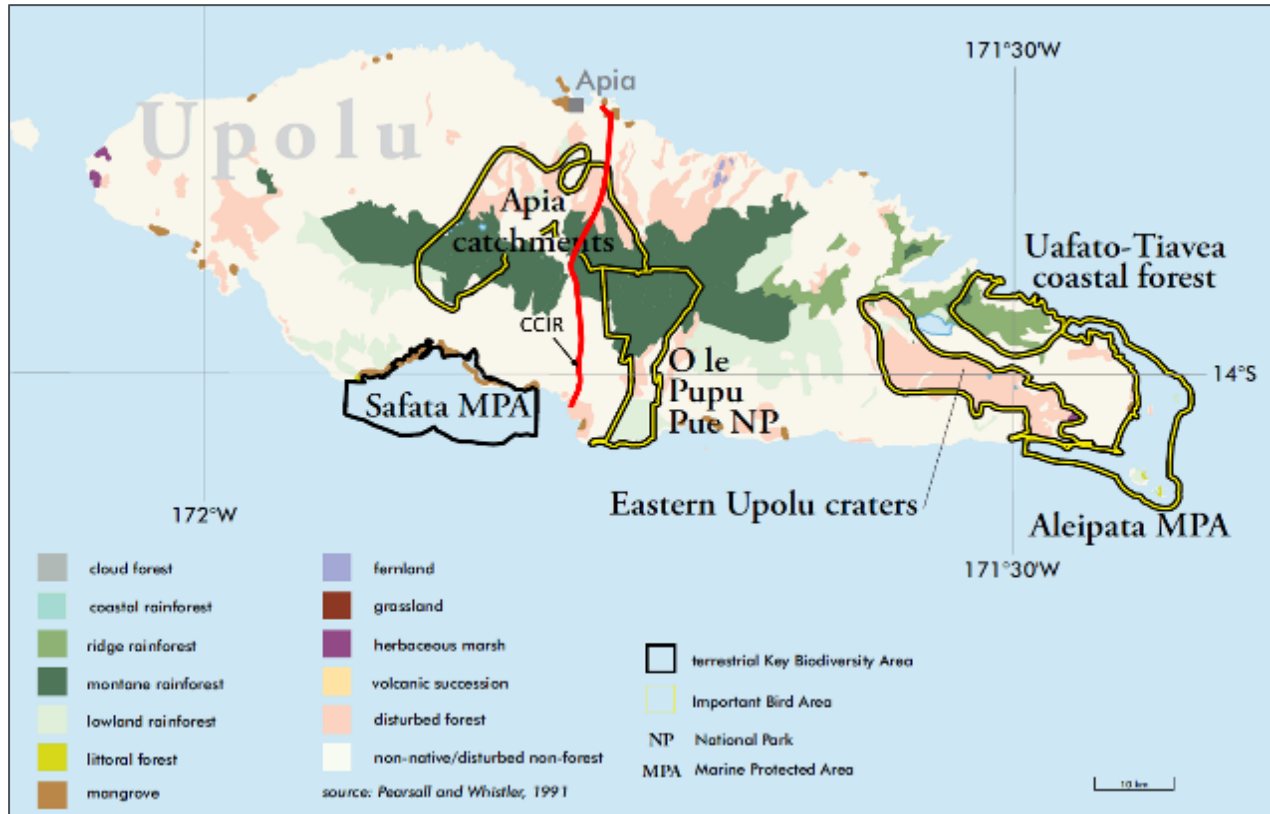 171°30'W
Apia
Upolu
Apia
catchments
Uafato-Tiavea
coastal forest
CCIR
O le
Pupu
Pue NP
14°S
Safata MPA
Eastern Upolu craters
172°W
Aleipata MPA
171°30'W
cloud forest
coastal rainforest
ridge rainforest
montane rainforest
lowland rainforest
littoral forest
mangrove
fernland
grassland
herbaceous marsh
volcanic succession
disturbed forest
non-native/disturbed non-forest
source: Pearsall and Whistler, 1991
terrestrial Key Biodiversity Area
Important Bird Area
NP National Park
MPA Marine Protected Area
10 km